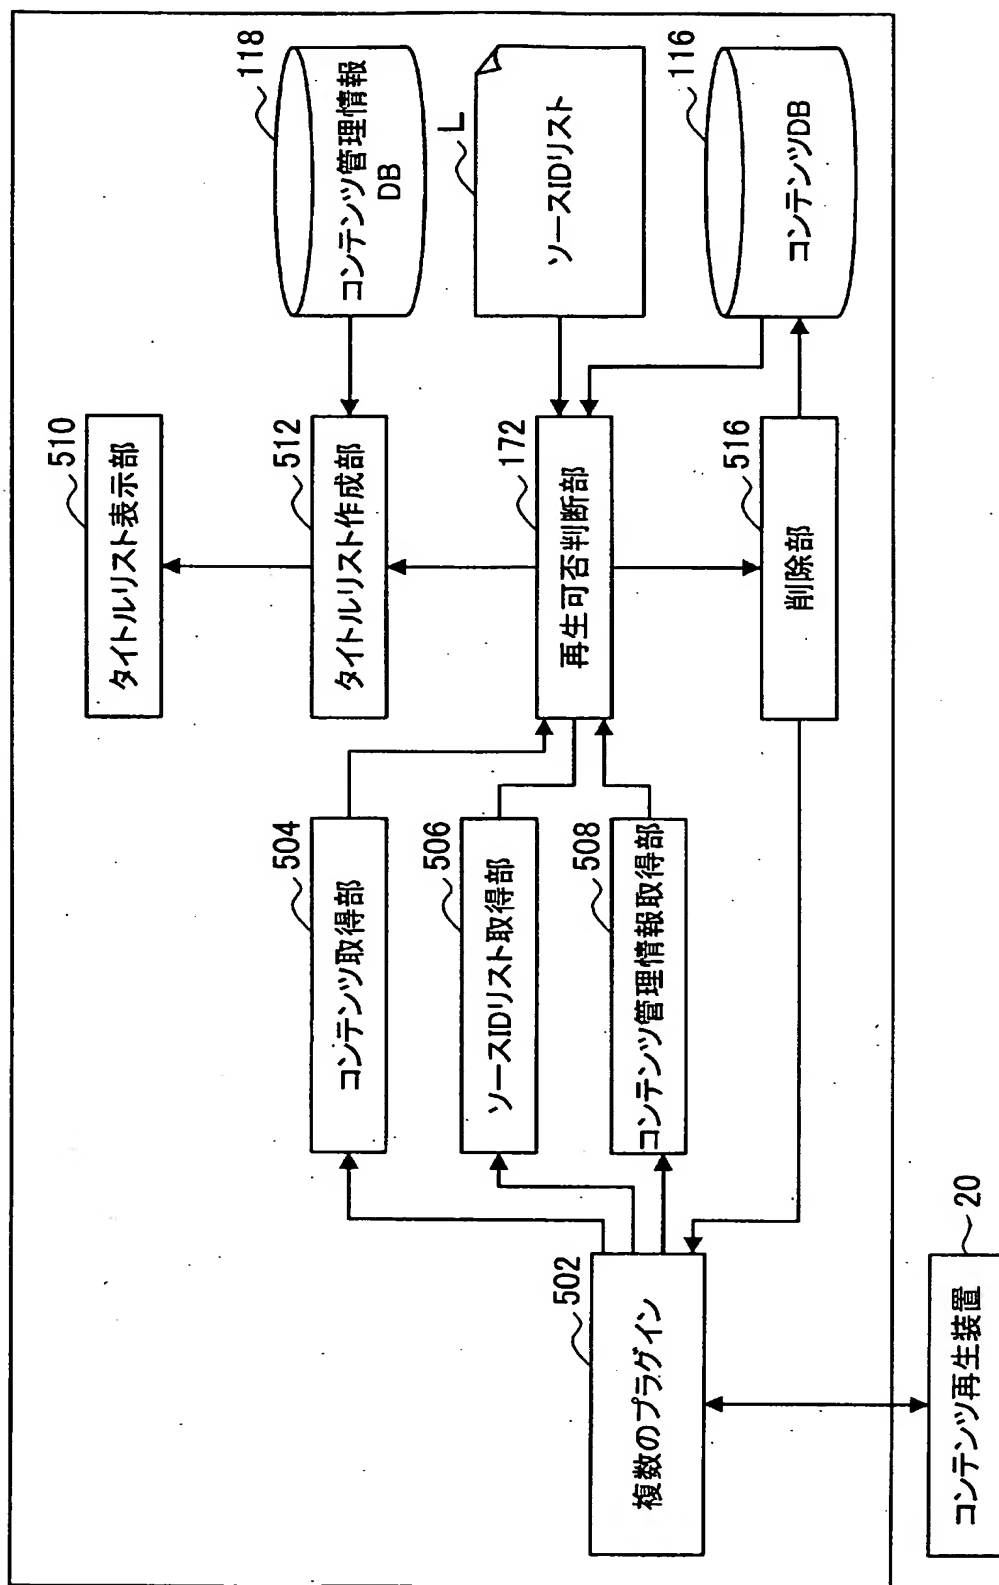 510
タイトルリスト表示部
118
コンテンツ管理情報
DB
512
タイトルリスト作成部
504
コンテンツ取得部
L
ソースIDリスト
172
再生可否判断部
506
ソースIDリスト取得部
508
コンテンツ管理情報取得部
502
複数のプラグイン
116
コンテンツDB
516
削除部
20
コンテンツ再生装置